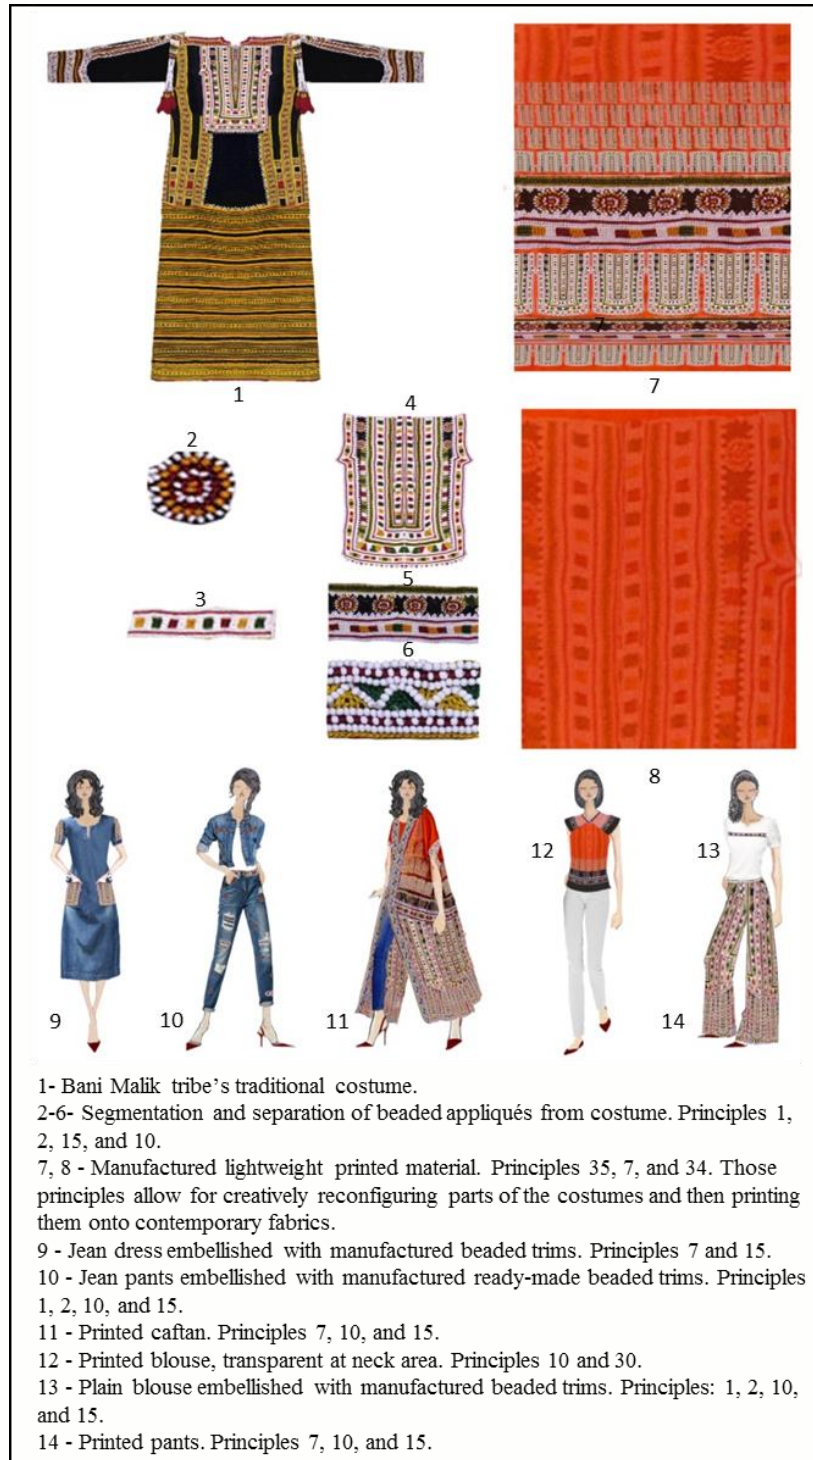 1
7
7
4
2
5
3
6
8
12
13
9
10
11
14
1- Bani Malik tribe’s traditional costume.
2-6- Segmentation and separation of beaded appliqués from costume. Principles 1,
2, 15, and 10.
7, 8 - Manufactured lightweight printed material. Principles 35, 7, and 34. Those
principles allow for creatively reconfiguring parts of the costumes and then printing
them onto contemporary fabrics.
9 - Jean dress embellished with manufactured beaded trims. Principles 7 and 15.
10 - Jean pants embellished with manufactured ready-made beaded trims. Principles
1, 2, 10, and 15.
11 - Printed caftan. Principles 7, 10, and 15.
12 - Printed blouse, transparent at neck area. Principles 10 and 30.
13 - Plain blouse embellished with manufactured beaded trims. Principles: 1, 2, 10,
and 15.
14 - Printed pants. Principles 7, 10, and 15.